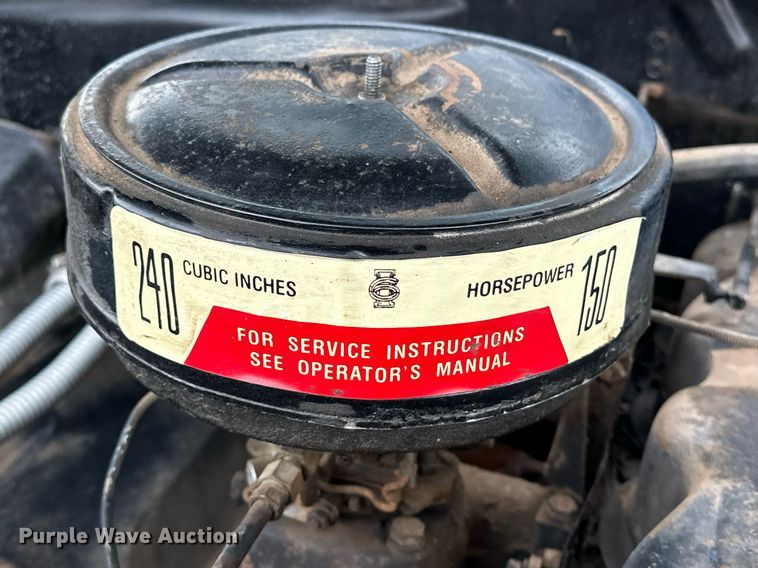 240 CUBIC INCHES HORSEPOWER 150
FOR SERVICE INSTRUCTIONS
SEE OPERATOR'S MANUAL
Purple Wave Auction®